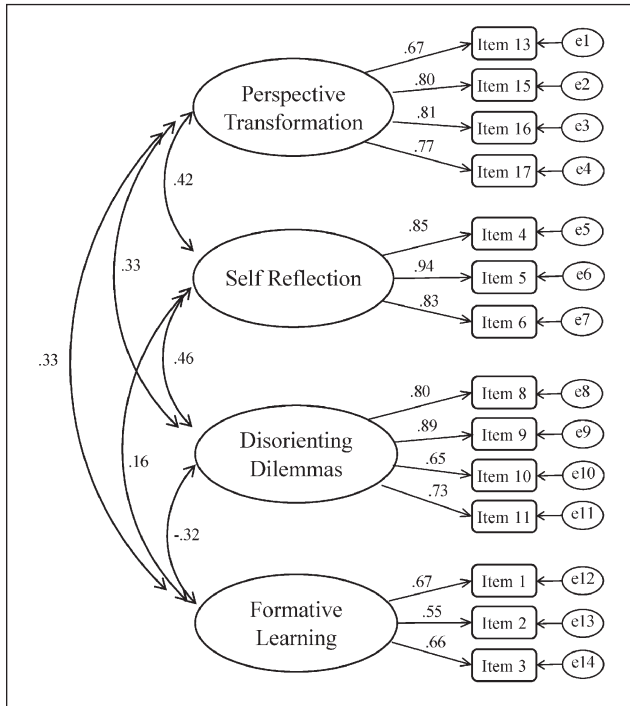 .67
Item 13
e1
Perspective
Transformation
.80
Item 15
e2
.81
Item 16
e3
.77
Item 17
e4
.42
.85
Item 4
e5
Self Reflection
.94
Item 5
e6
.83
Item 6
e7
.33
.46
.33
.80
Item 8
e8
Disorienting
Dilemmas
.89
Item 9
e9
.65
Item 10
e10
.73
Item 11
e11
.16
-.32
.67
Item 1
e12
Formative
Learning
.55
Item 2
e13
.66
Item 3
e14